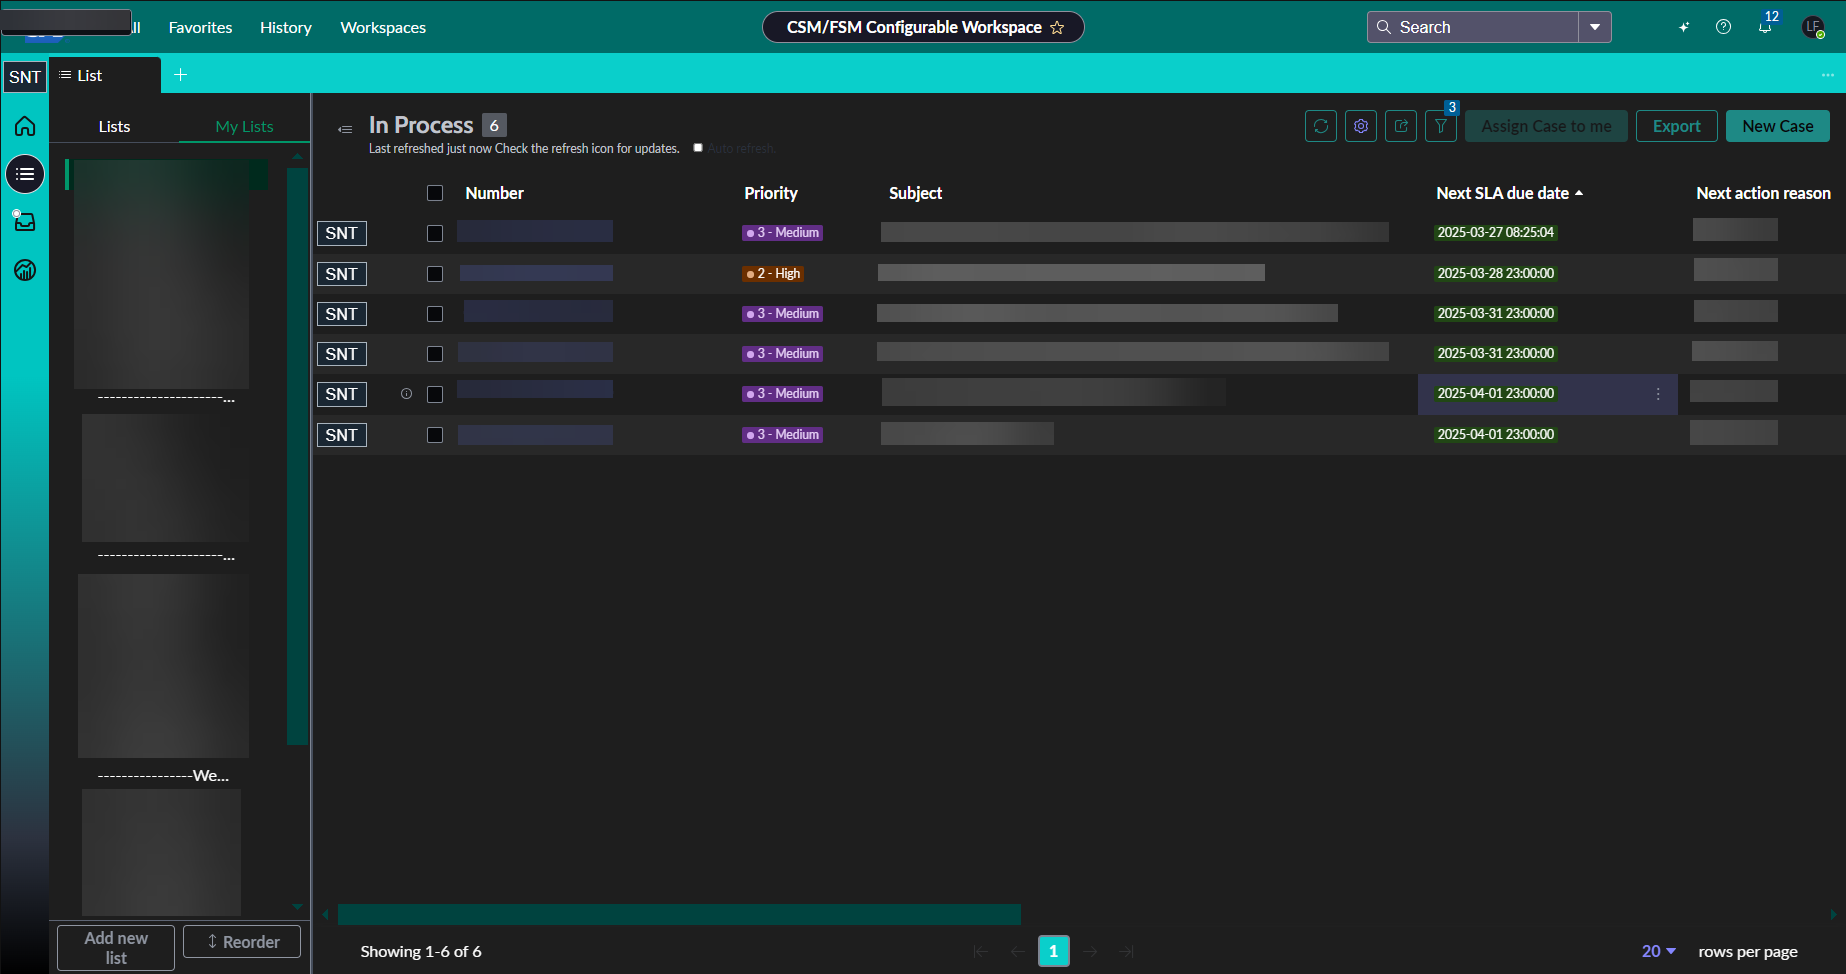 ll Favorites History Workspaces
CSM/FSM Configurable Workspace
Search
12
LF
SNT
List
Lists My Lists
---------------------...
---------------------...
----------------We...
Add new list
Reorder
In Process 6
Last refreshed just now Check the refresh icon for updates. Auto refresh.
3
Assign Case to me Export New Case
Number Priority Subject Next SLA due date Next action reason
SNT 3 - Medium 2025-03-27 08:25:04
SNT 2 - High 2025-03-28 23:00:00
SNT 3 - Medium 2025-03-31 23:00:00
SNT 3 - Medium 2025-03-31 23:00:00
SNT 3 - Medium 2025-04-01 23:00:00
SNT 3 - Medium 2025-04-01 23:00:00
Showing 1-6 of 6
1
20 rows per page